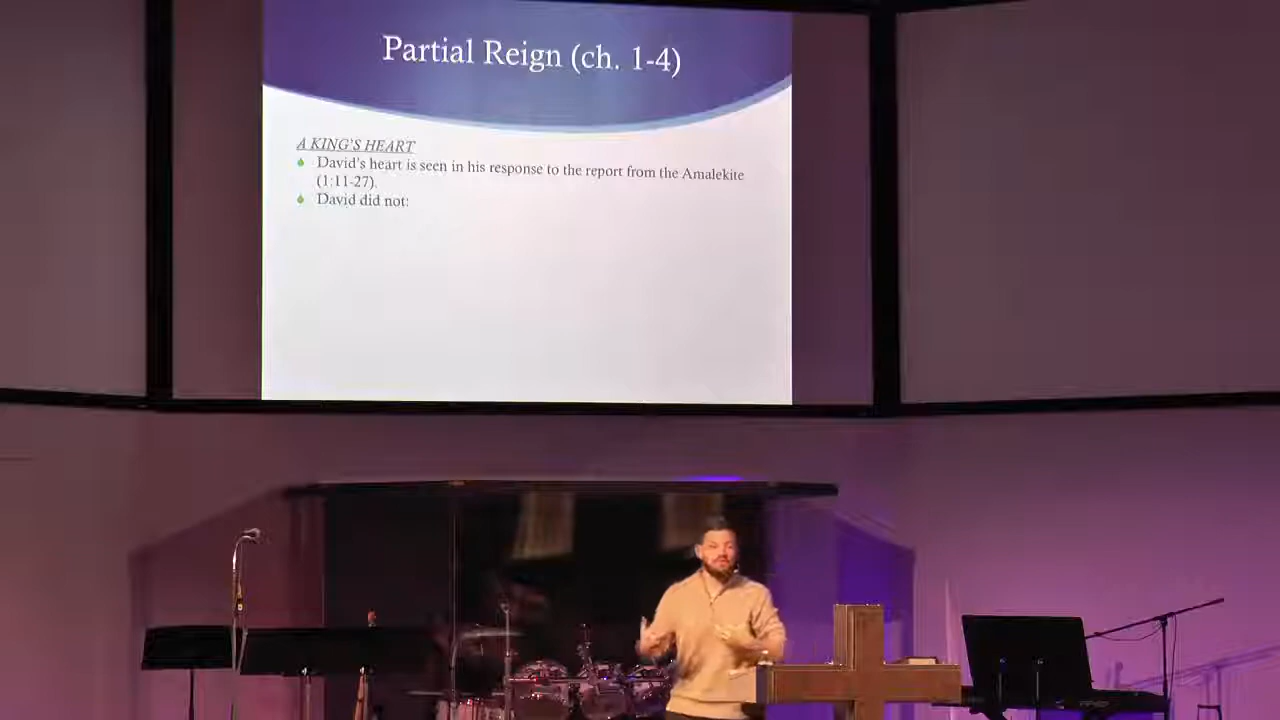 Partial Reign (ch. 1-4)
A KING'S HEART
David's heart is seen in his response to the report from the Amalekite
(1:11-27).
David did not: